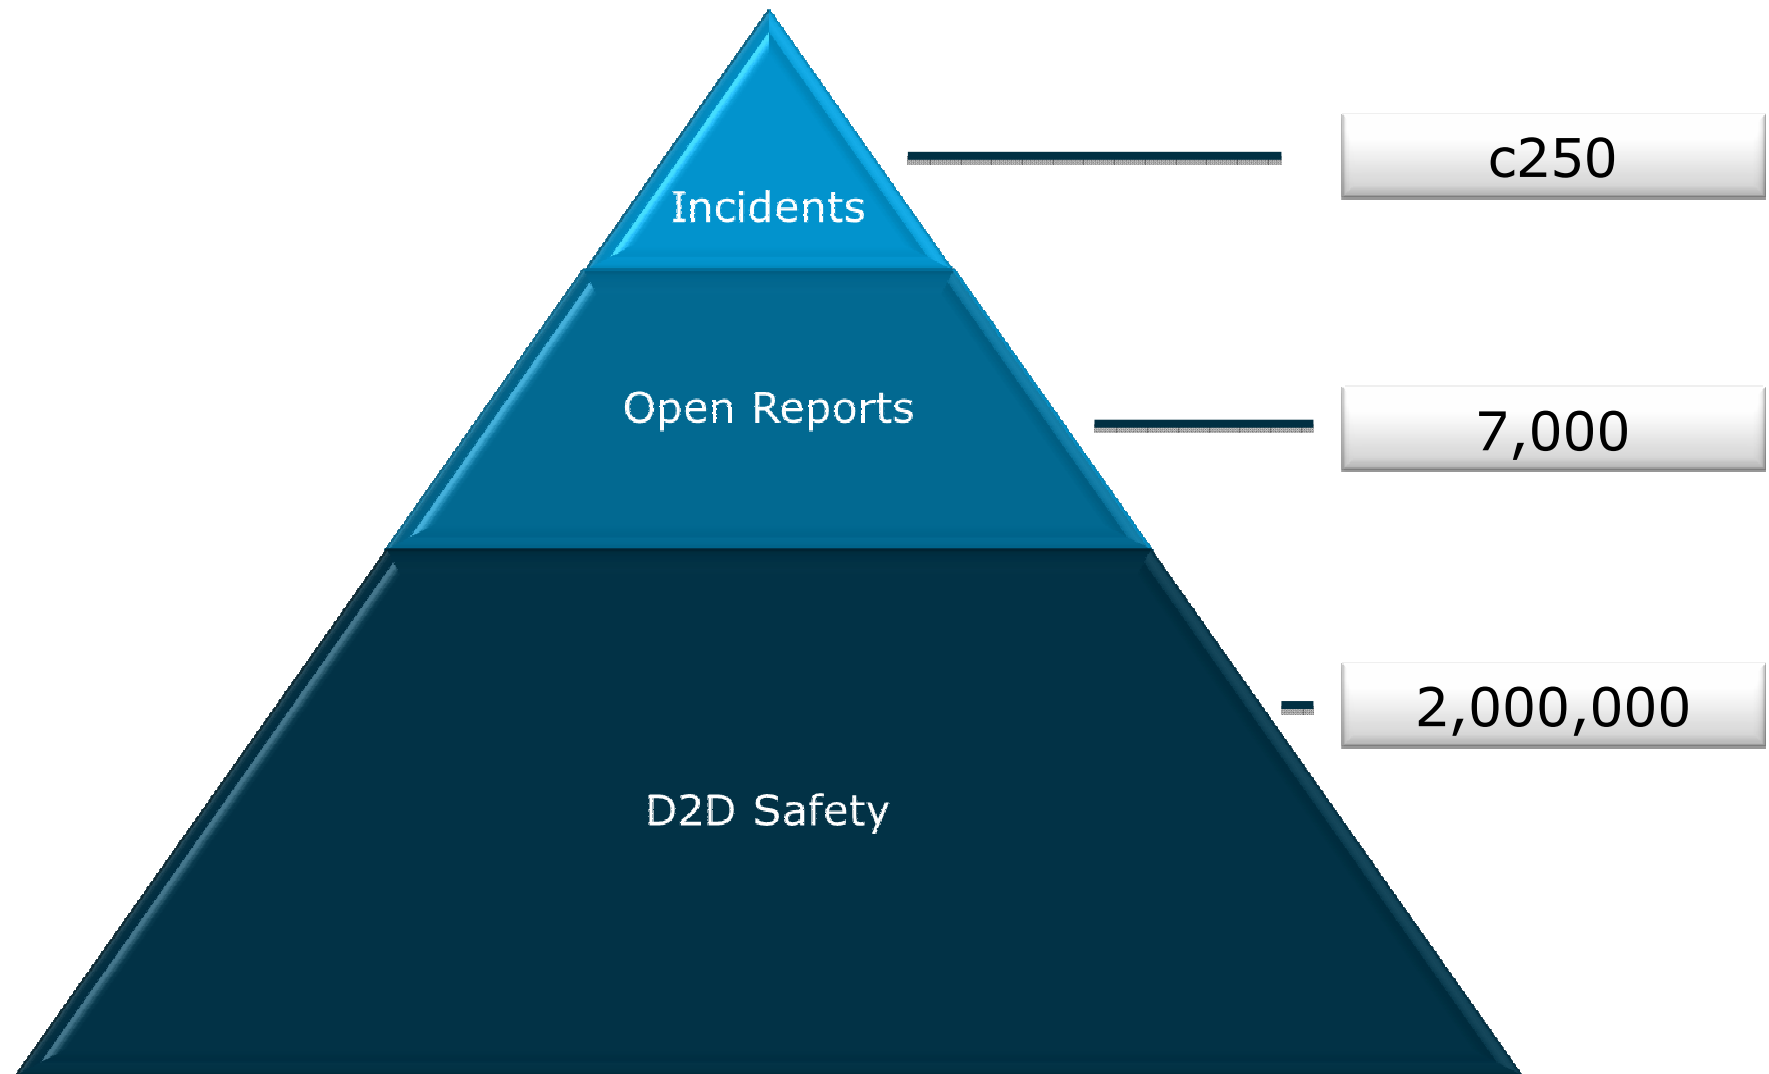 Incidents
c250
Open Reports
7,000
D2D Safety
2,000,000